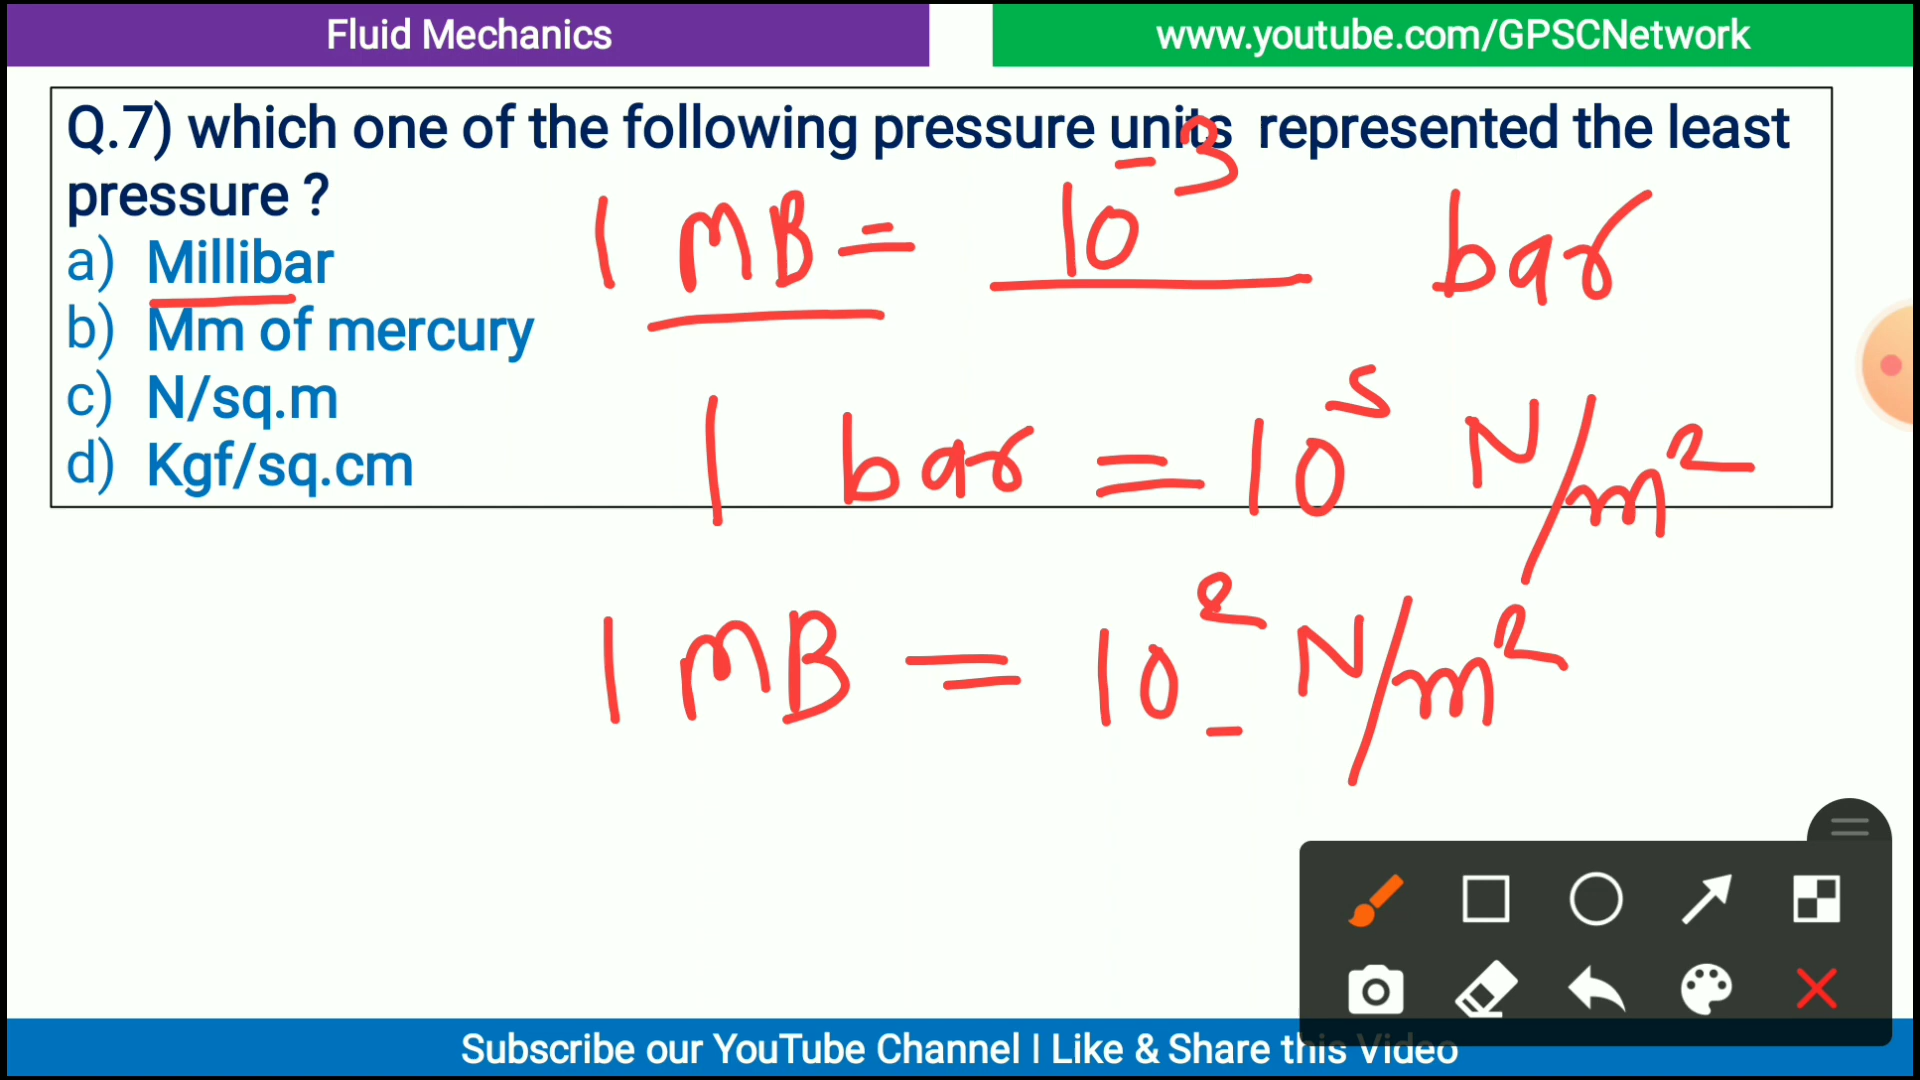 Fluid Mechanics
www.youtube.com/GPSCNetwork
Q.7) which one of the following pressure units represented the least
pressure ?
a) Millibar
b) Mm of mercury
c) N/sq.m
d) Kgf/sq.cm
1 MB = 10⁻³ bar
1 bar = 10⁵ N/m²
1 MB = 10² N/m²
Subscribe our YouTube Channel | Like & Share this Video